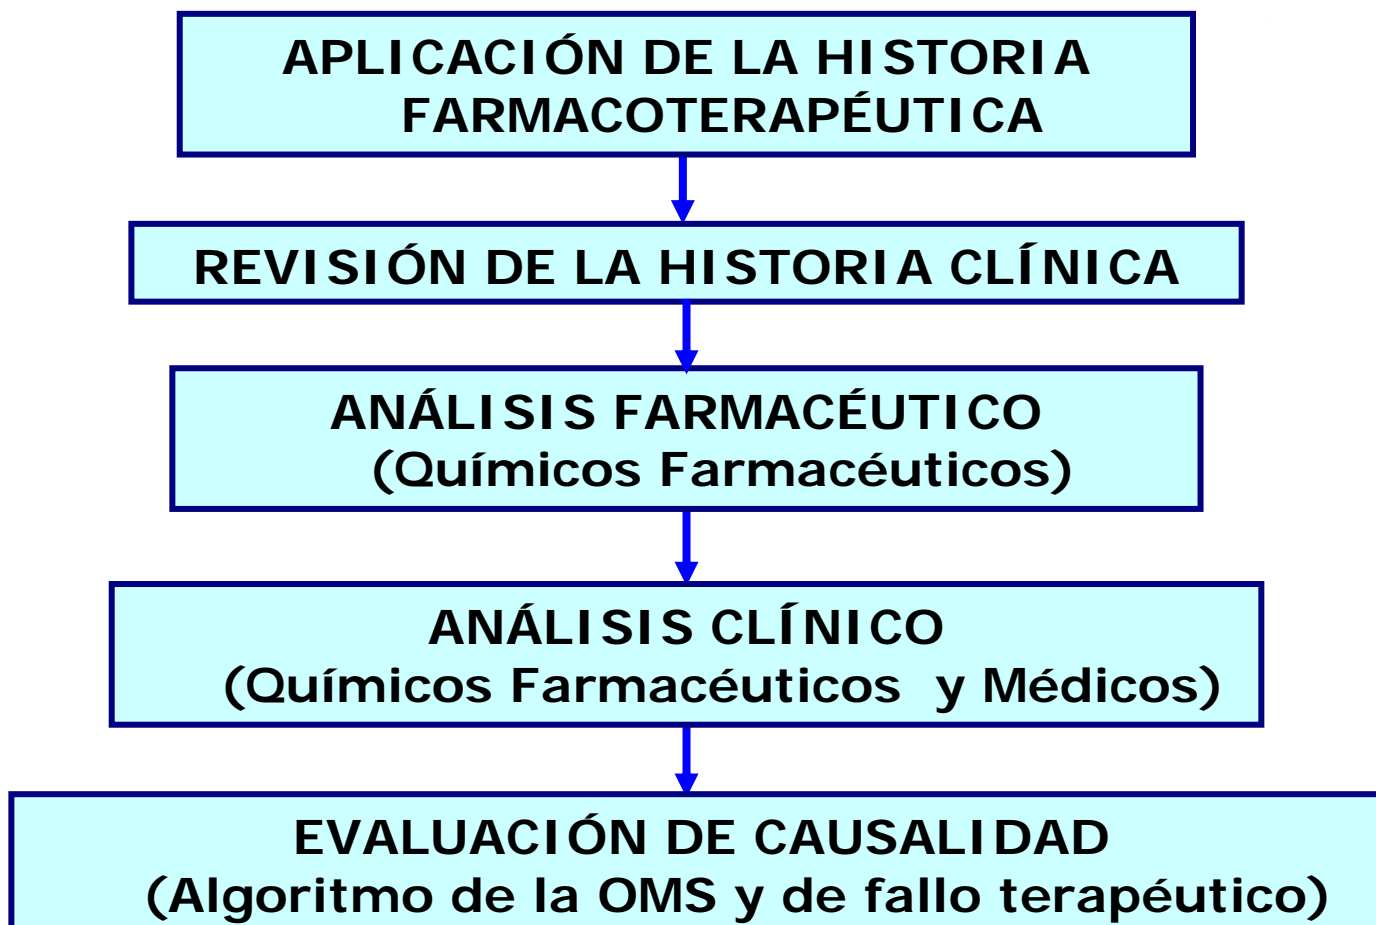 APLICACIÓN DE LA HISTORIA
FARMACOTERAPÉUTICA
REVISIÓN DE LA HISTORIA CLÍNICA
ANÁLISIS FARMACÉUTICO
(Químicos Farmacéuticos)
ANÁLISIS CLÍNICO
(Químicos Farmacéuticos y Médicos)
EVALUACIÓN DE CAUSALIDAD
(Algoritmo de la OMS y de fallo terapéutico)